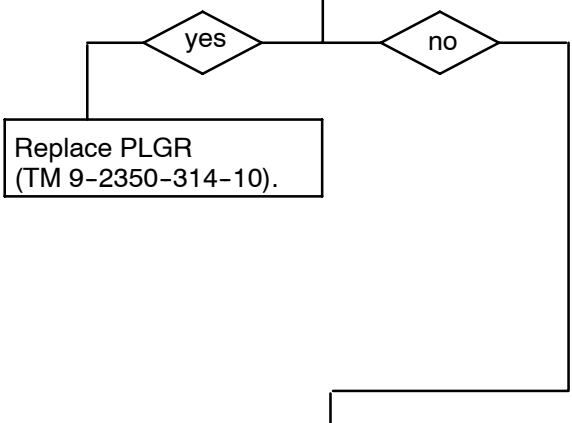 yes
no
Replace PLGR
(TM 9-2350-314-10).